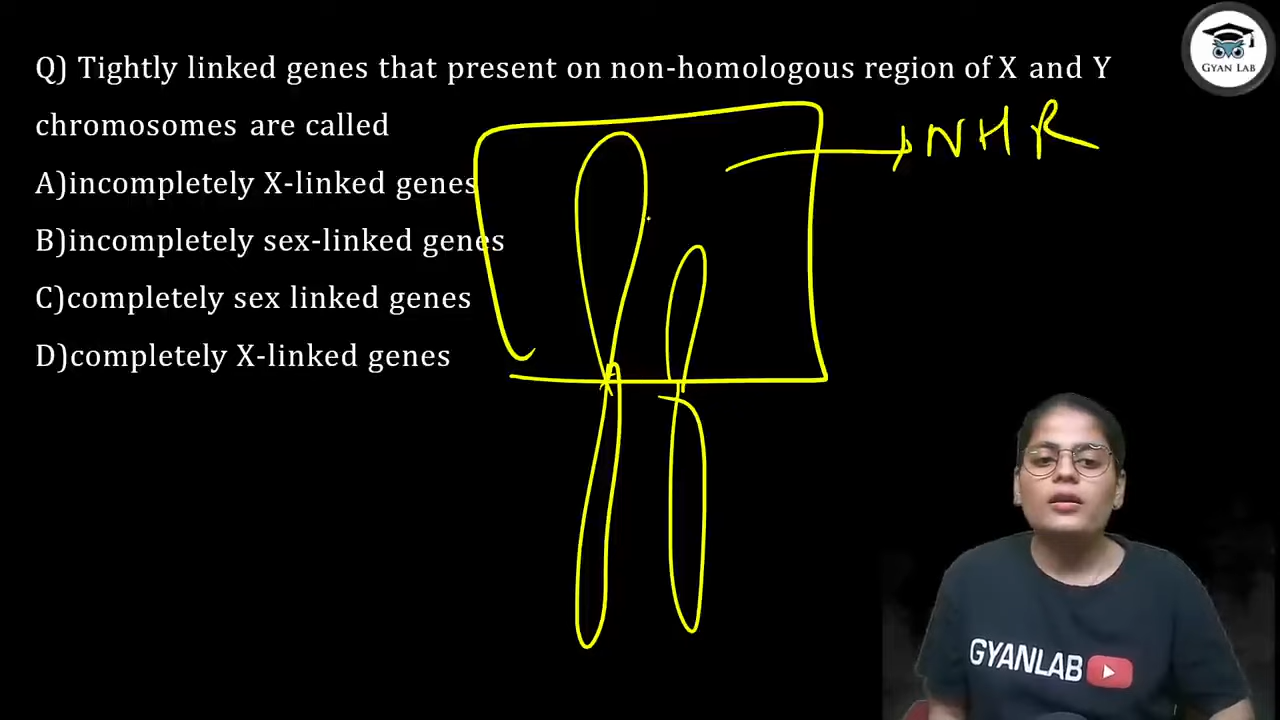 Q) Tightly linked genes that present on non-homologous region of X and Y
chromosomes are called
A)incompletely X-linked genes
B)incompletely sex-linked genes
C)completely sex linked genes
D)completely X-linked genes
NHR
GYAN LAB
GYANLAB